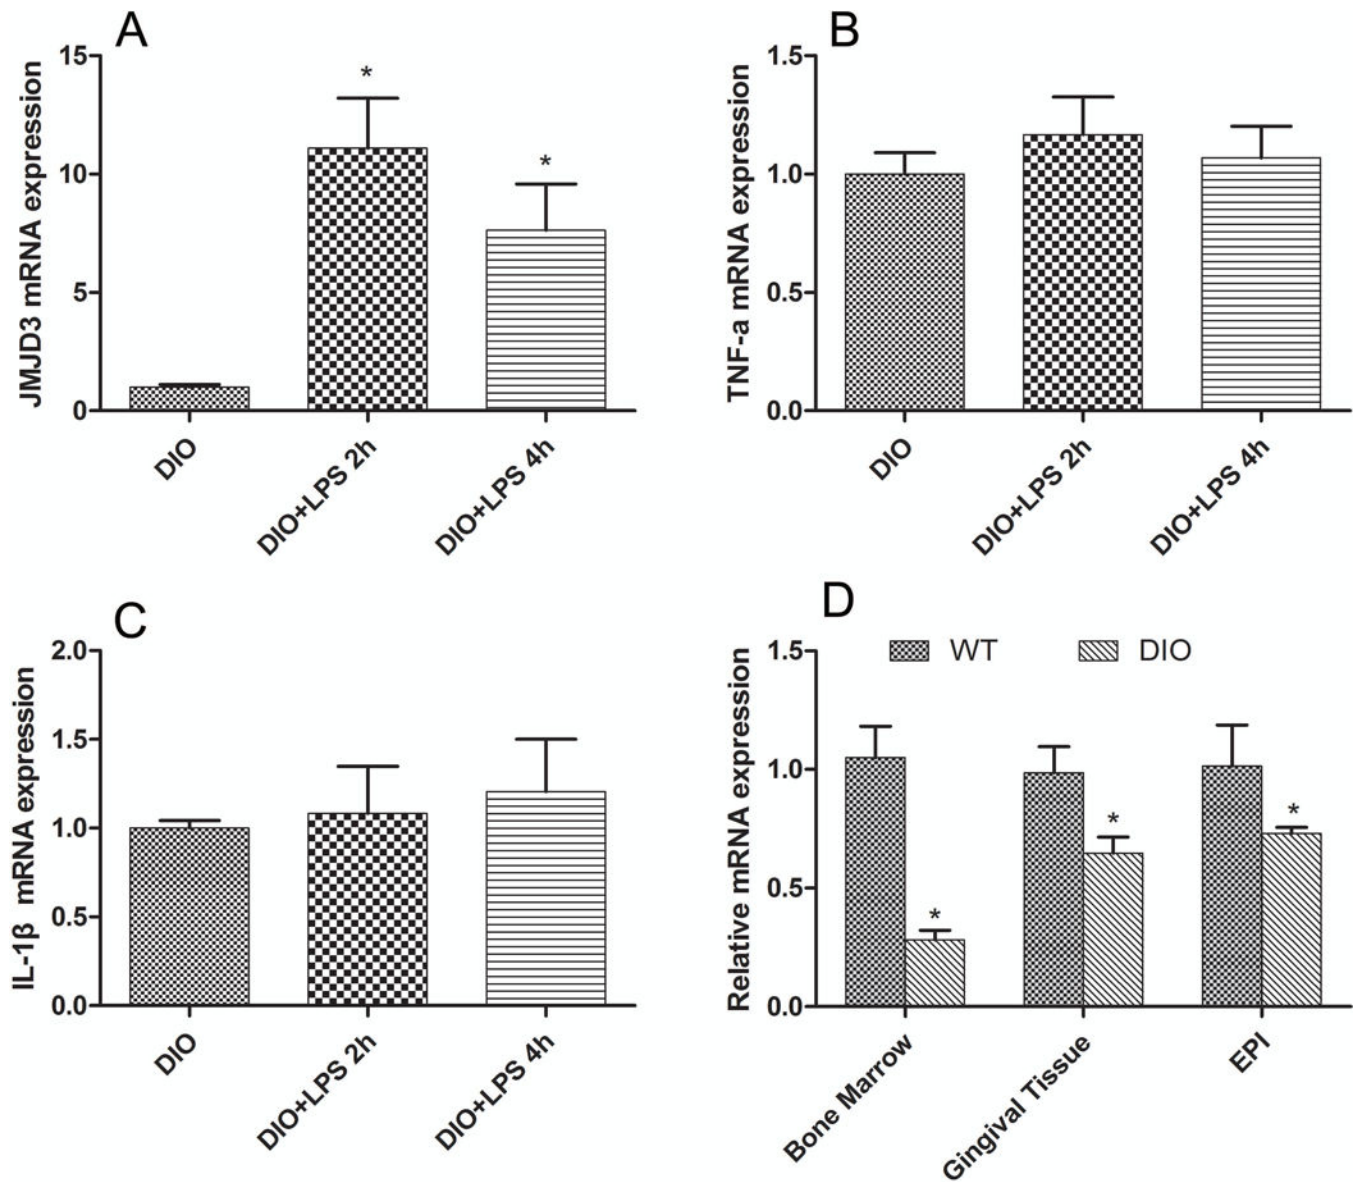 A
JMJD3 mRNA expression
15
10
5
0
*
*
DIO
DIO+LPS 2h
DIO+LPS 4h
B
TNF-a mRNA expression
1.5
1.0
0.5
0.0
DIO
DIO+LPS 2h
DIO+LPS 4h
C
IL-1β mRNA expression
2.0
1.5
1.0
0.5
0.0
DIO
DIO+LPS 2h
DIO+LPS 4h
D
WT DIO
Relative mRNA expression
1.5
1.0
0.5
0.0
*
*
*
Bone Marrow
Gingival Tissue
EPI